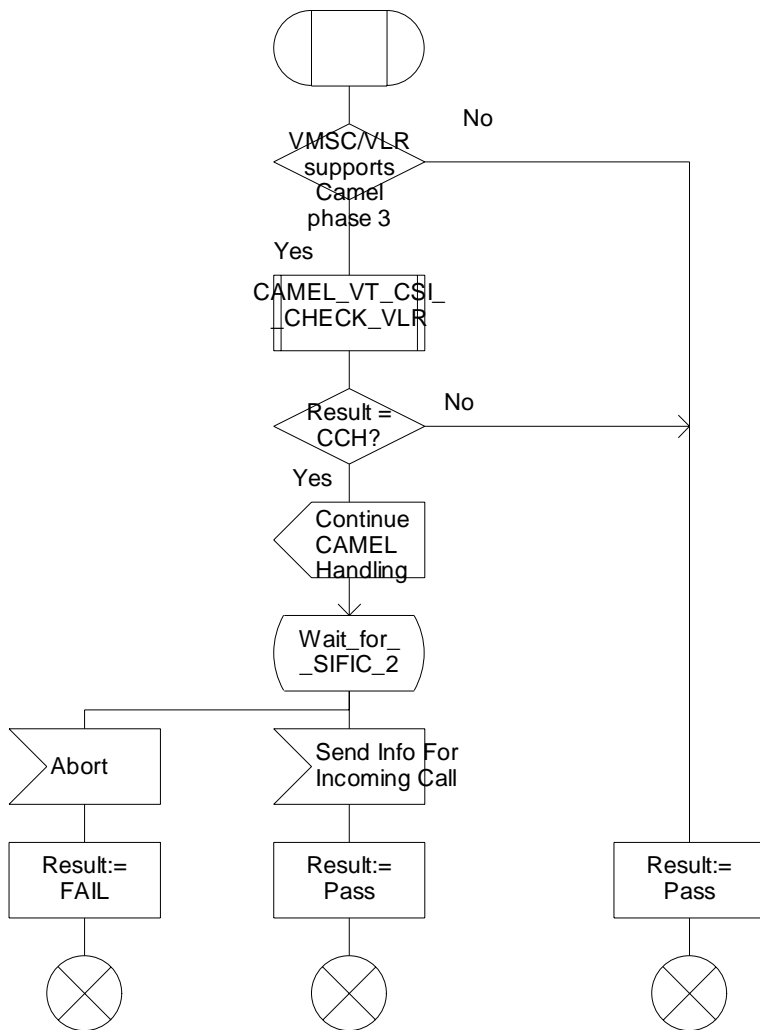 No
VMSC/VLR
supports
Camel
phase 3
Yes
CAMEL_VT_CSI_
_CHECK_VLR
Result =
CCH?
No
Yes
Continue
CAMEL
Handling
Wait_for_
_SIFIC_2
Abort
Send Info For
Incoming Call
Result:=
FAIL
Result:=
Pass
Result:=
Pass